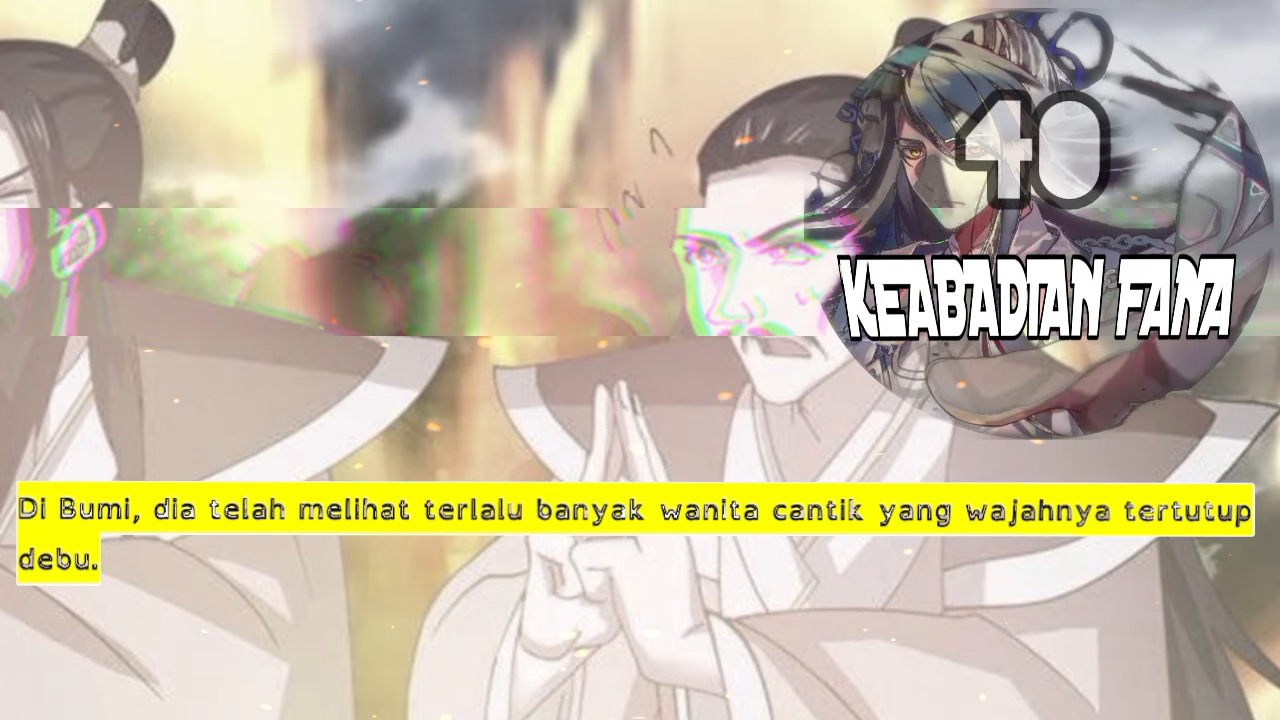 40
KEABADIAN FANA
Di Bumi, dia telah melihat terlalu banyak wanita cantik yang wajahnya tertutup
debu.